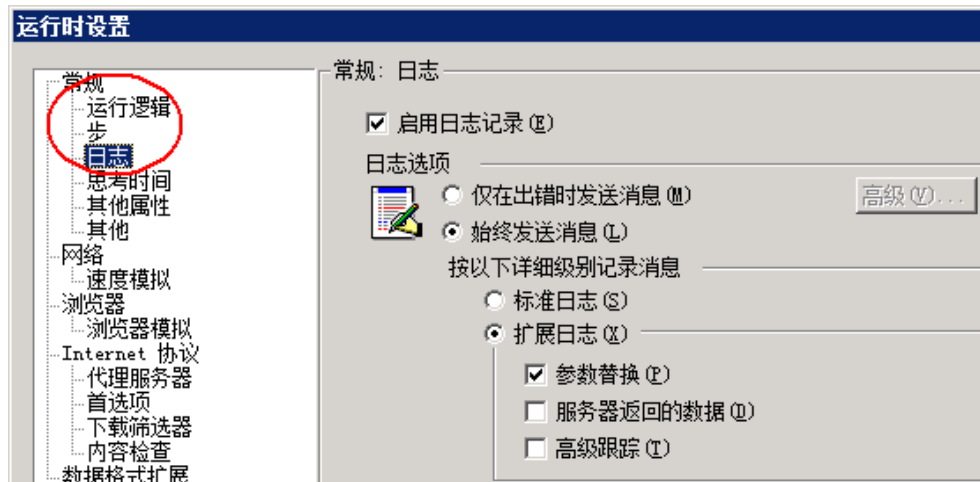 运行时设置
常规
运行逻辑
步
日志
思考时间
其他属性
其他
网络
速度模拟
浏览器
浏览器模拟
Internet 协议
代理服务器
首选项
下载筛选器
内容检查
数据格式扩展
常规: 日志
启用日志记录(E)
日志选项
仅在出错时发送消息(M)
高级(V)...
始终发送消息(L)
按以下详细级别记录消息
标准日志(S)
扩展日志(X)
参数替换(P)
服务器返回的数据(D)
高级跟踪(T)